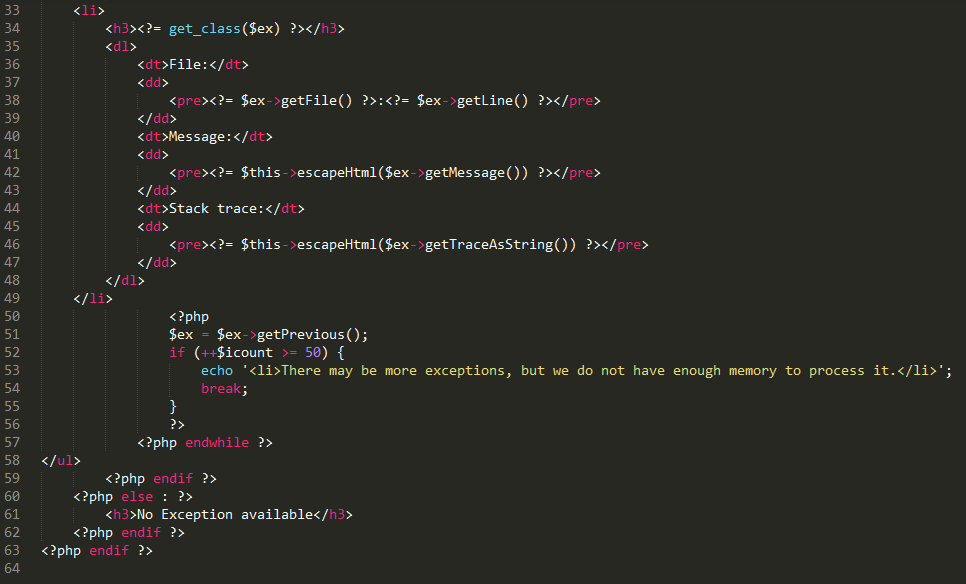 33 <li>
34 <h3><?= get_class($ex) ?></h3>
35 <dl>
36 <dt>File:</dt>
37 <dd>
38 <pre><?= $ex->getFile() ?>:<?= $ex->getLine() ?></pre>
39 </dd>
40 <dt>Message:</dt>
41 <dd>
42 <pre><?= $this->escapeHtml($ex->getMessage()) ?></pre>
43 </dd>
44 <dt>Stack trace:</dt>
45 <dd>
46 <pre><?= $this->escapeHtml($ex->getTraceAsString()) ?></pre>
47 </dd>
48 </dl>
49 </li>
50 <?php
51 $ex = $ex->getPrevious();
52 if (++$icount >= 50) {
53 echo '<li>There may be more exceptions, but we do not have enough memory to process it.</li>';
54 break;
55 }
56 ?>
57 <?php endwhile ?>
58 </ul>
59 <?php endif ?>
60 <?php else : ?>
61 <h3>No Exception available</h3>
62 <?php endif ?>
63 <?php endif ?>
64